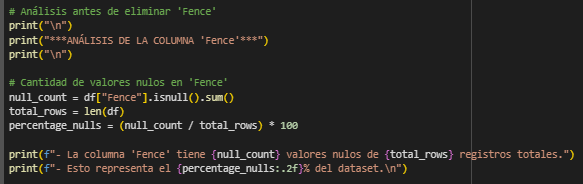 # Análisis antes de eliminar 'Fence'
print("\n")
print("***ANÁLISIS DE LA COLUMNA 'Fence'***")
print("\n")
# Cantidad de valores nulos en 'Fence'
null_count = df["Fence"].isnull().sum()
total_rows = len(df)
percentage_nulls = (null_count / total_rows) * 100
print(f"- La columna 'Fence' tiene {null_count} valores nulos de {total_rows} registros totales.")
print(f"- Esto representa el {percentage_nulls:.2f}% del dataset.\n")